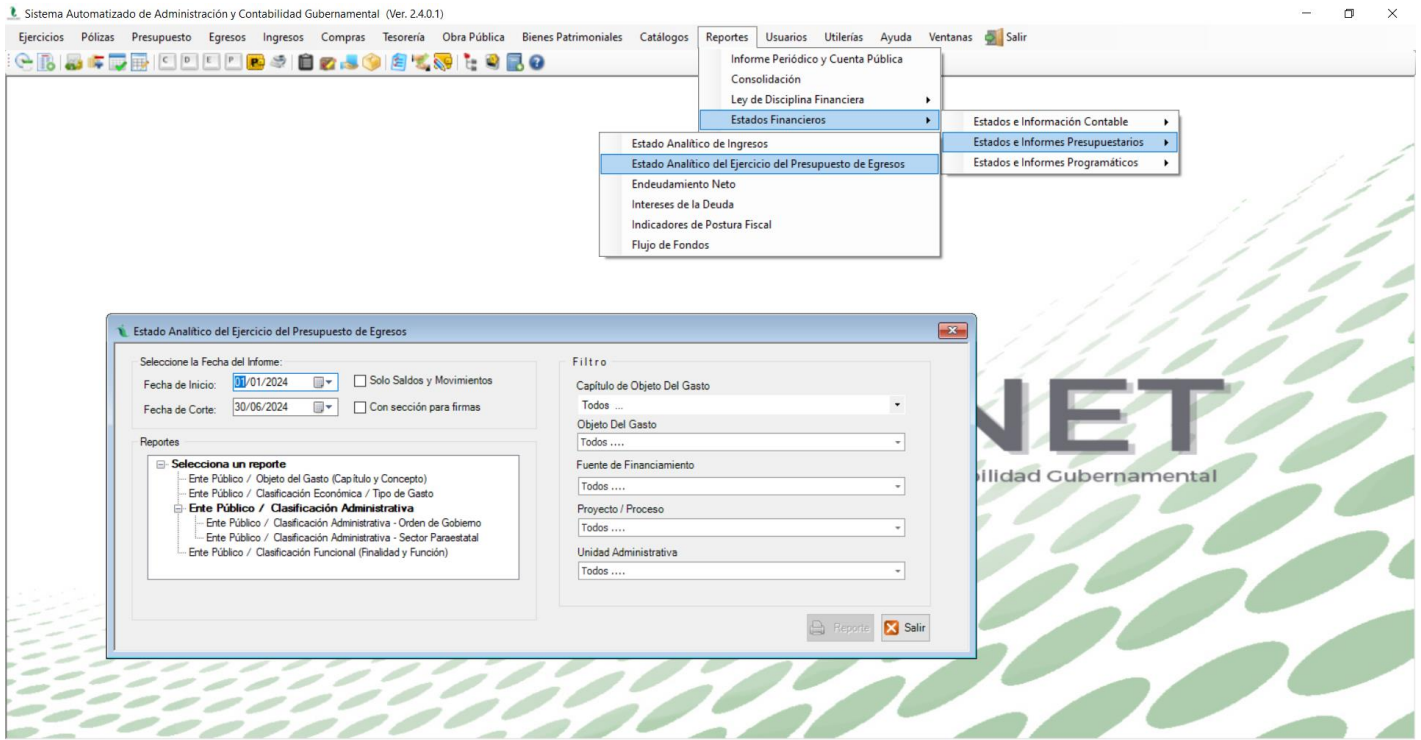 Sistema Automatizado de Administración y Contabilidad Gubernamental (Ver. 2.4.0.1)
Ejercicios Pólizas Presupuesto Egresos Ingresos Compras Tesorería Obra Pública Bienes Patrimoniales Catálogos Reportes Usuarios Utilerías Ayuda Ventanas Salir
C D E P
Informe Periódico y Cuenta Pública
Consolidación
Ley de Disciplina Financiera
Estados Financieros
Estados e Información Contable
Estados e Informes Presupuestarios
Estados e Informes Programáticos
Estado Analítico de Ingresos
Estado Analítico del Ejercicio del Presupuesto de Egresos
Endeudamiento Neto
Intereses de la Deuda
Indicadores de Postura Fiscal
Flujo de Fondos
Estado Analítico del Ejercicio del Presupuesto de Egresos
Seleccione la Fecha del Informe:
Fecha de Inicio: 01/01/2024 Solo Saldos y Movimientos
Fecha de Corte: 30/06/2024 Con sección para firmas
Reportes
Selecciona un reporte
Ente Público / Objeto del Gasto (Capítulo y Concepto)
Ente Público / Clasificación Económica / Tipo de Gasto
Ente Público / Clasificación Administrativa
Ente Público / Clasificación Administrativa - Orden de Gobierno
Ente Público / Clasificación Administrativa - Sector Paraestatal
Ente Público / Clasificación Funcional (Finalidad y Función)
Filtro
Capítulo de Objeto Del Gasto
Todos ...
Objeto Del Gasto
Todos ....
Fuente de Financiamiento
Todos ....
Proyecto / Proceso
Todos ....
Unidad Administrativa
Todos ....
Reporte Salir
NET
bilidad Gubernamental